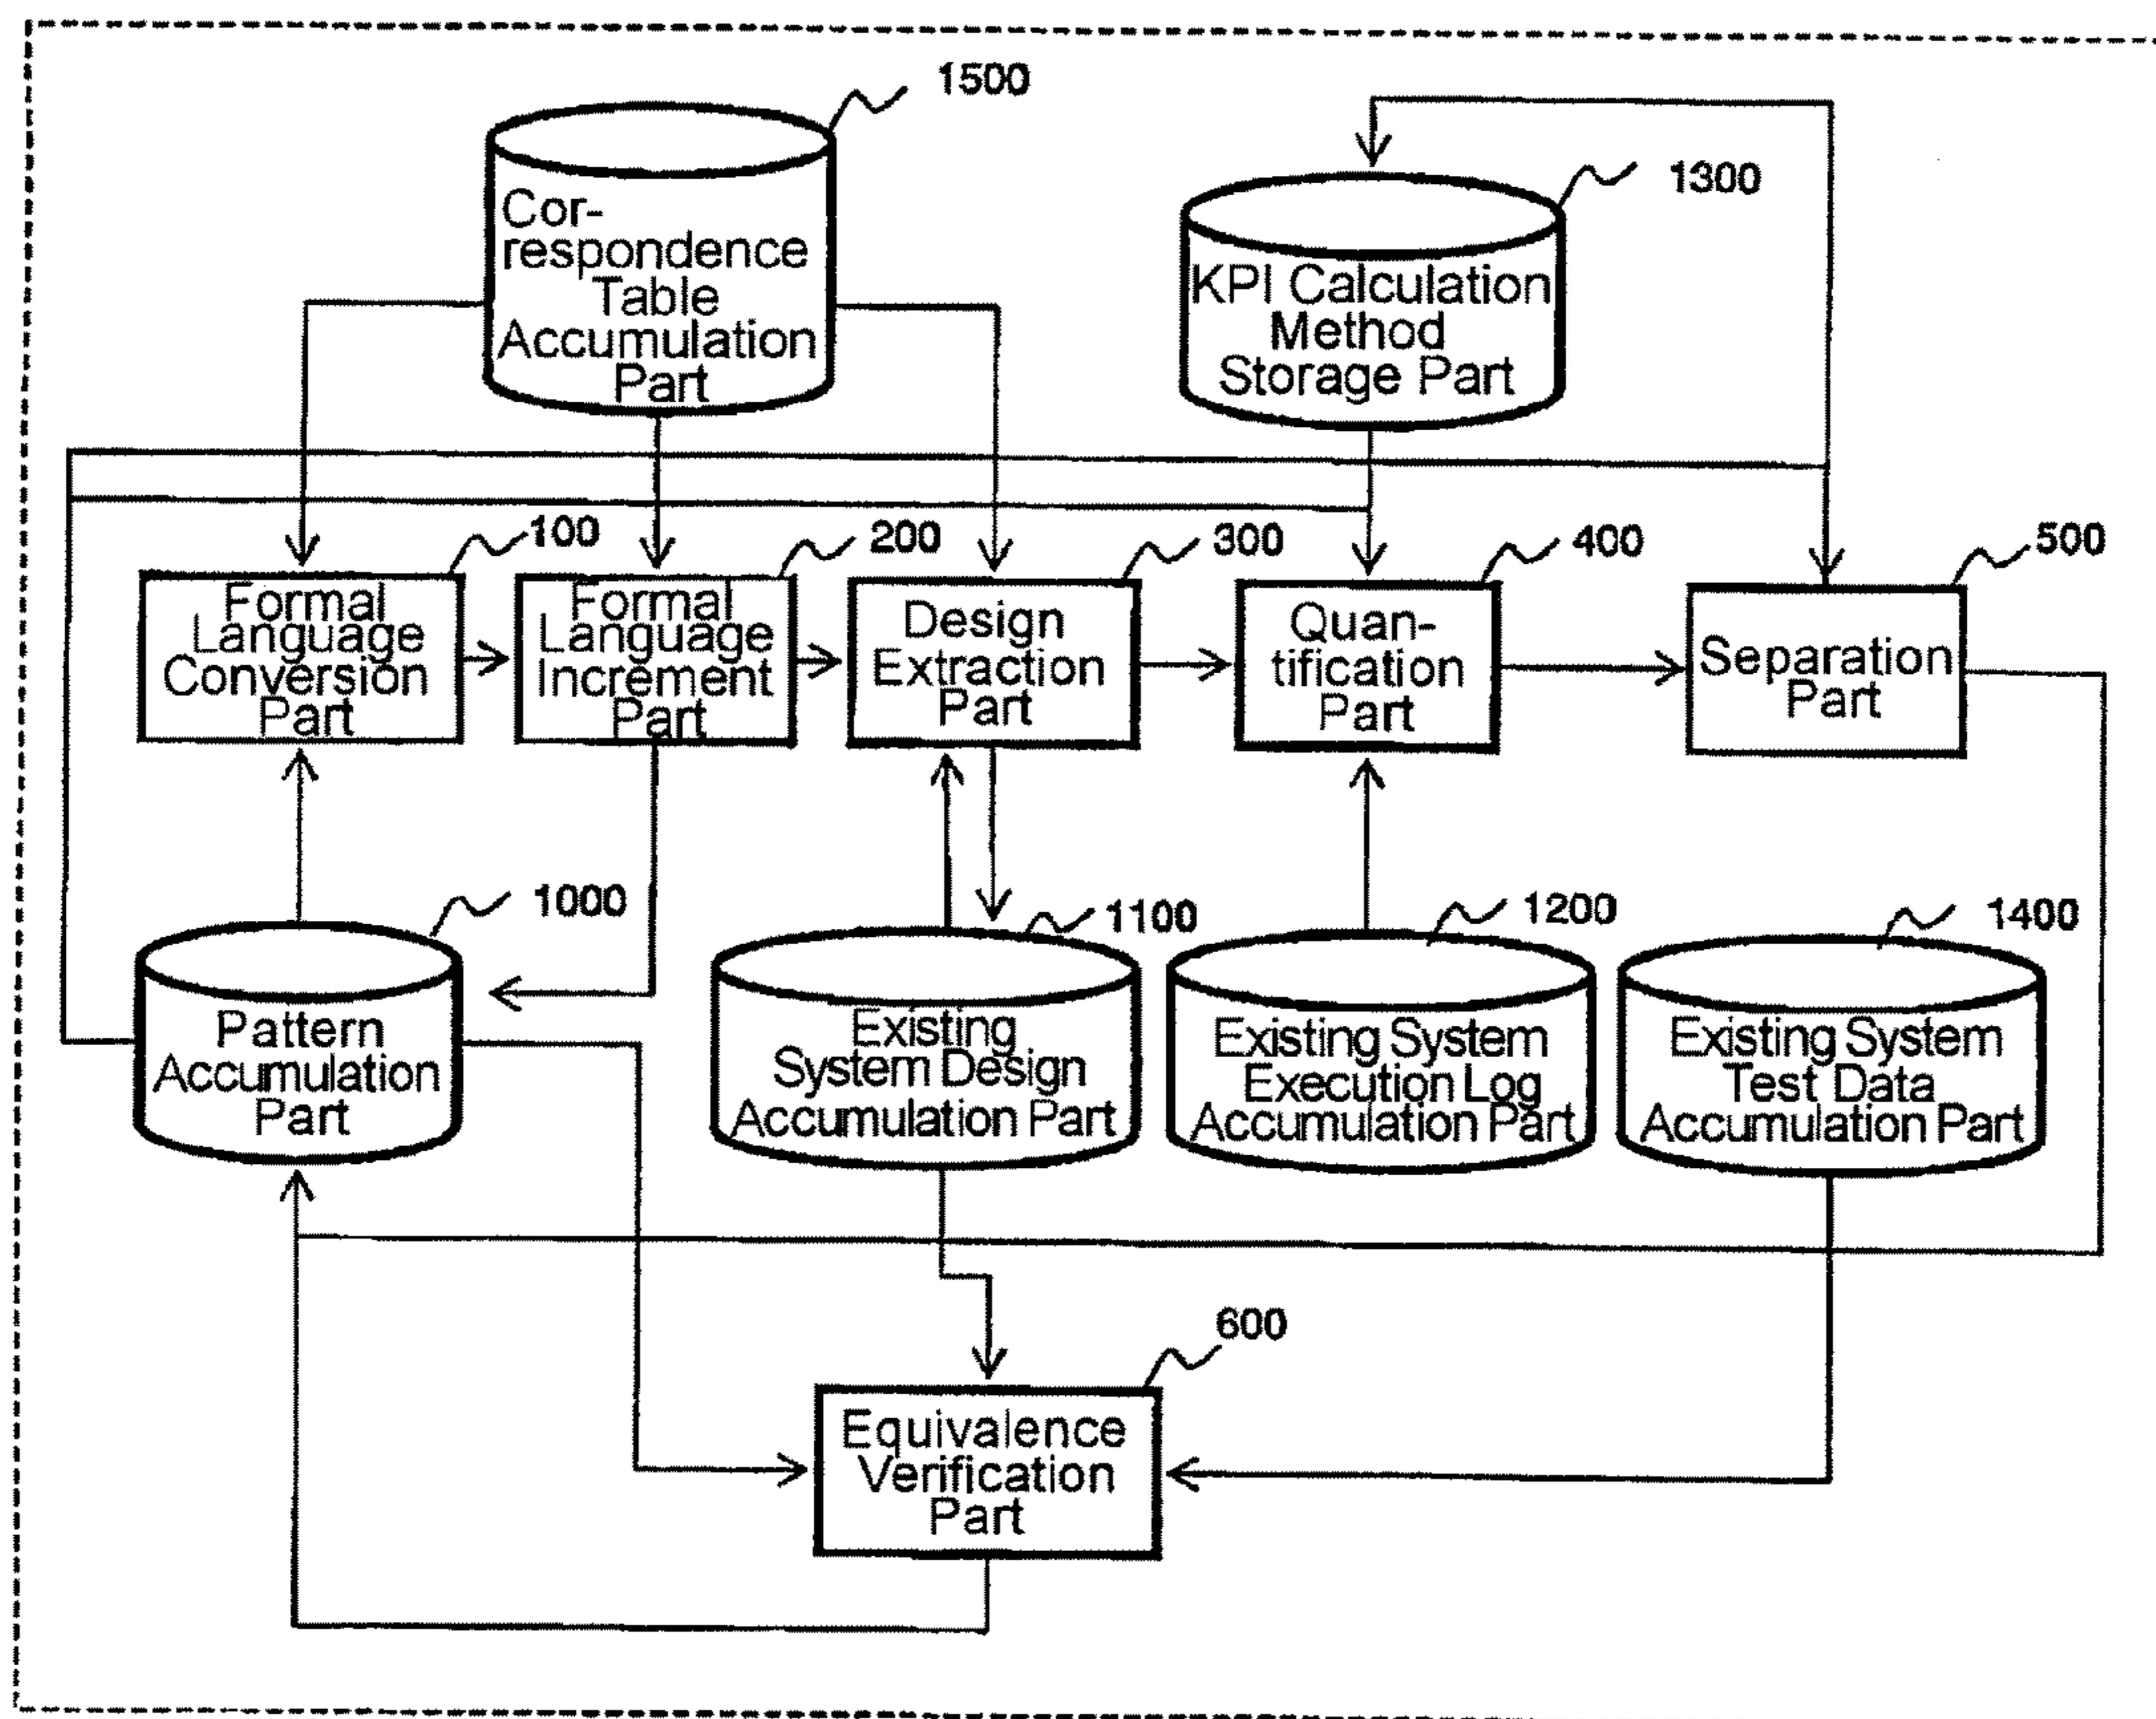 1500
Cor-
respondence
Table
Accumulation
Part
1300
KPI Calculation
Method
Storage Part
100
Formal
Language
Conversion
Part
200
Formal
Language
Increment
Part
300
Design
Extraction
Part
400
Quan-
tification
Part
500
Separation
Part
1000
Pattern
Accumulation
Part
1100
Existing
System Design
Accumulation Part
1200
Existing System
Execution Log
Accumulation Part
1400
Existing System
Test Data
Accumulation Part
600
Equivalence
Verification
Part